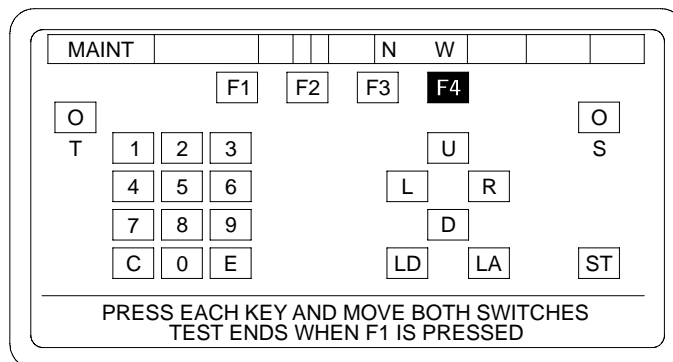 MAINT N W
F1 F2 F3 F4
O O
T 1 2 3 U S
4 5 6 L R
7 8 9 D
C 0 E LD LA ST
PRESS EACH KEY AND MOVE BOTH SWITCHES
TEST ENDS WHEN F1 IS PRESSED